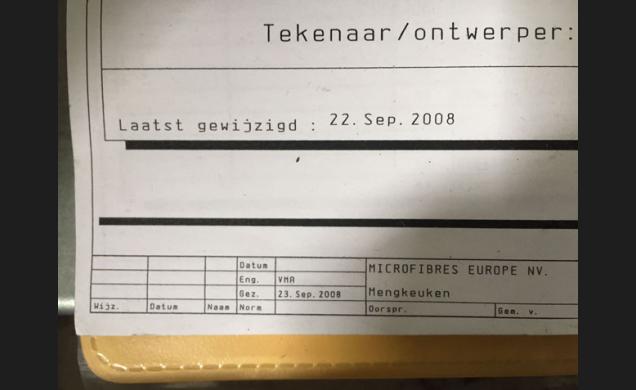 Tekenaar/ontwerper:
Laatst gewijzigd : 22. Sep. 2008
Datum
Eng. VMA
Gez. 23. Sep. 2008
Wijz. Datum Naam Norm
MICROFIBRES EUROPE NV.
Mengkeuken
Oorspr. Gem. v.